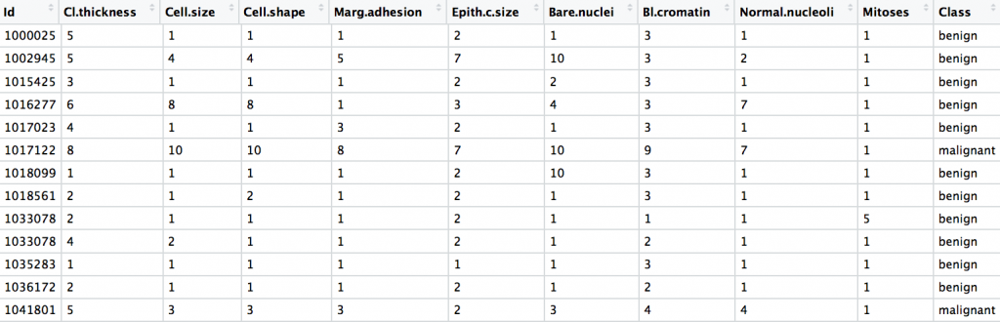 Id Cl.thickness Cell.size Cell.shape Marg.adhesion Epith.c.size Bare.nuclei Bl.cromatin Normal.nucleoli Mitoses Class
1000025 5 1 1 1 2 1 3 1 1 benign
1002945 5 4 4 5 7 10 3 2 1 benign
1015425 3 1 1 1 2 2 3 1 1 benign
1016277 6 8 8 1 3 4 3 7 1 benign
1017023 4 1 1 3 2 1 3 1 1 benign
1017122 8 10 10 8 7 10 9 7 1 malignant
1018099 1 1 1 1 2 10 3 1 1 benign
1018561 2 1 2 1 2 1 3 1 1 benign
1033078 2 1 1 1 2 1 1 1 5 benign
1033078 4 2 1 1 2 1 2 1 1 benign
1035283 1 1 1 1 1 1 3 1 1 benign
1036172 2 1 1 1 2 1 2 1 1 benign
1041801 5 3 3 3 2 3 4 4 1 malignant